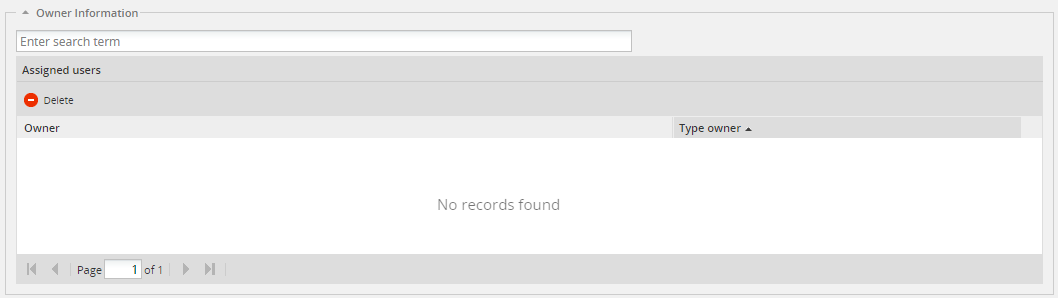 Owner Information
Enter search term
Assigned users
Delete
Owner Type owner
No records found
Page 1 of 1